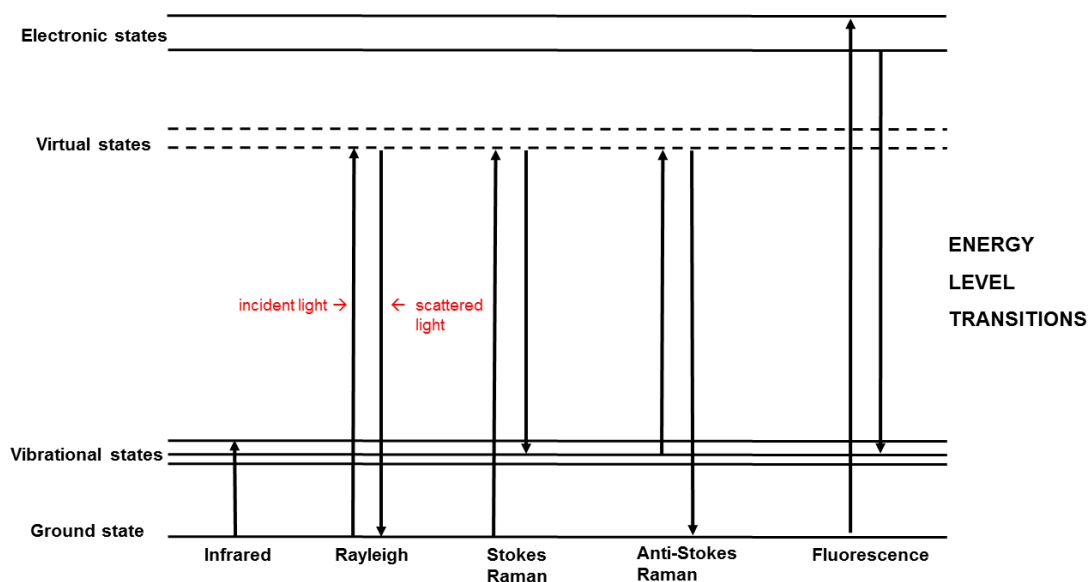 Electronic states
Virtual states
ENERGY
LEVEL
TRANSITIONS
incident light →
← scattered
light
Vibrational states
Ground state
Infrared
Rayleigh
Stokes
Raman
Anti-Stokes
Raman
Fluorescence